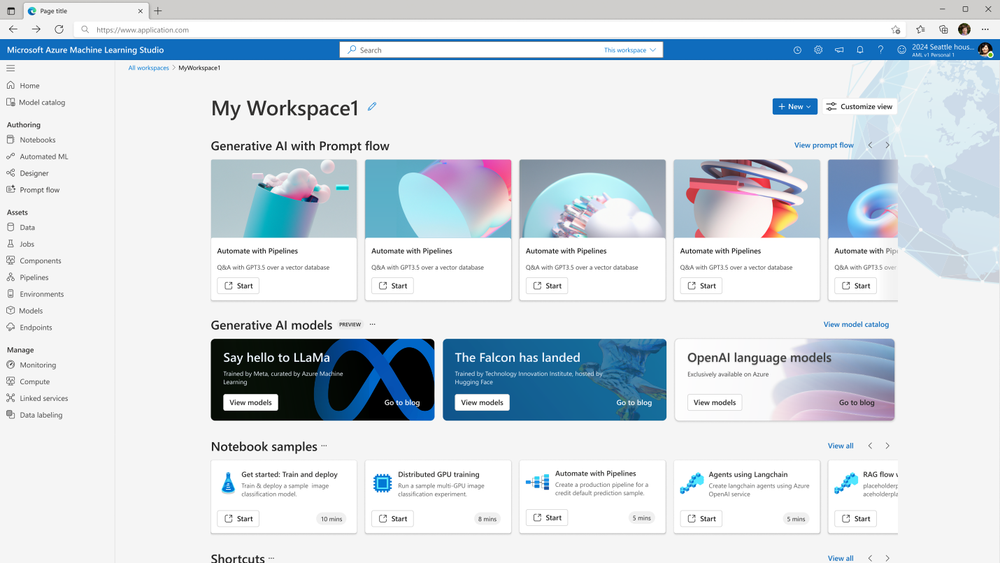 Page title
https://www.application.com
Microsoft Azure Machine Learning Studio
Search
This workspace
2024 Seattle hous...
AML v1 Personal 1
All workspaces
MyWorkspace1
Home
Model catalog
Authoring
Notebooks
Automated ML
Designer
Prompt flow
Assets
Data
Jobs
Components
Pipelines
Environments
Models
Endpoints
Manage
Monitoring
Compute
Linked services
Data labeling
My Workspace1
New
Customize view
Generative AI with Prompt flow
View prompt flow
Automate with Pipelines
Q&A with GPT3.5 over a vector database
Start
Automate with Pipelines
Q&A with GPT3.5 over a vector database
Start
Automate with Pipelines
Q&A with GPT3.5 over a vector database
Start
Automate with Pipelines
Q&A with GPT3.5 over a vector database
Start
Automate with Pip
Q&A with GPT3.5 over
Start
Generative AI models
PREVIEW
...
View model catalog
Say hello to LLaMa
Trained by Meta, curated by Azure Machine
Learning
View models
Go to blog
The Falcon has landed
Trained by Technology Innovation Institute, hosted by
Hugging Face
View models
Go to blog
OpenAI language models
Exclusively available on Azure
View models
Go to blog
Notebook samples
...
View all
Get started: Train and deploy
Train & deploy a sample image
classification model.
Start
10 mins
Distributed GPU training
Run a sample multi-GPU image
classification experiment.
Start
8 mins
Automate with Pipelines
Create a production pipeline for a
credit default prediction sample.
Start
5 mins
Agents using Langchain
Create langchain agents using Azure
OpenAI service
Start
5 mins
RAG flow
placeholderp
aceholderpla
Start
Shortcuts
...
View all